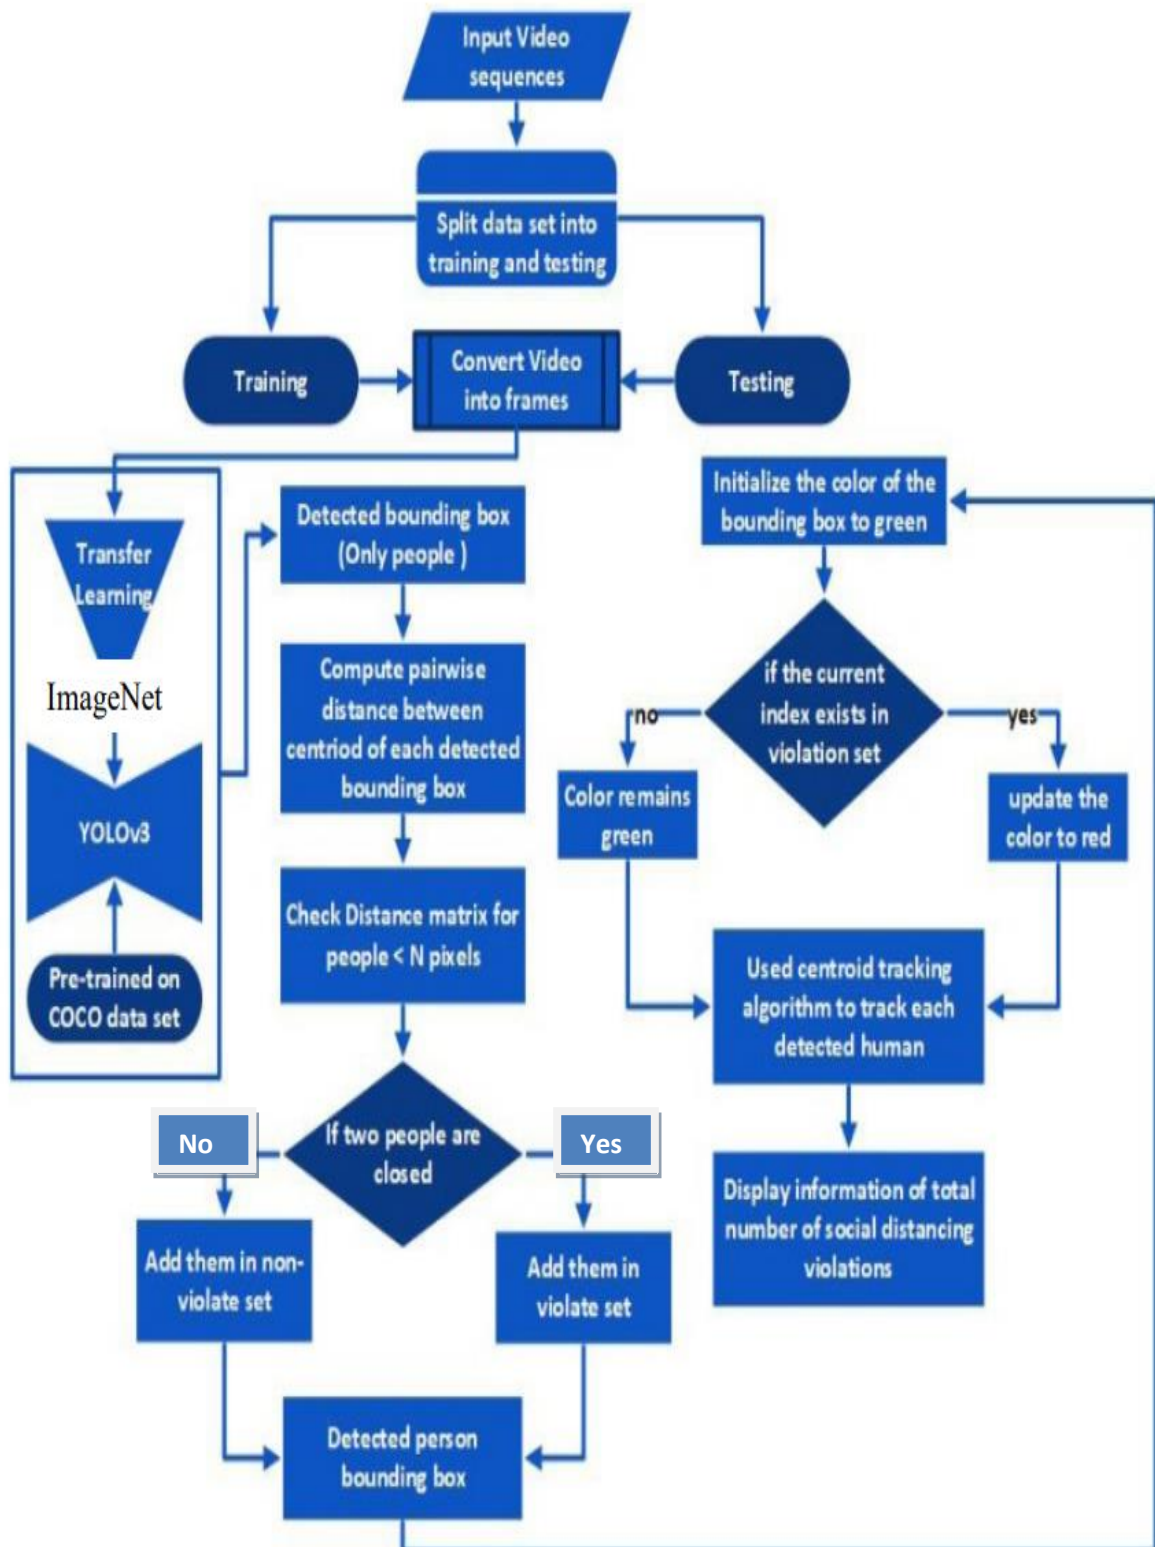 Input Video
sequences
Split data set into
training and testing
Training
Convert Video
into frames
Testing
Transfer
Learning
ImageNet
YOLOv3
Pre-trained on
COCO data set
Detected bounding box
(Only people )
Compute pairwise
distance between
centriod of each detected
bounding box
Check Distance matrix for
people < N pixels
If two people are
closed
No
Yes
Add them in non-
violate set
Add them in
violate set
Detected person
bounding box
Initialize the color of the
bounding box to green
if the current
index exists in
violation set
no
yes
Color remains
green
update the
color to red
Used centroid tracking
algorithm to track each
detected human
Display information of total
number of social distancing
violations